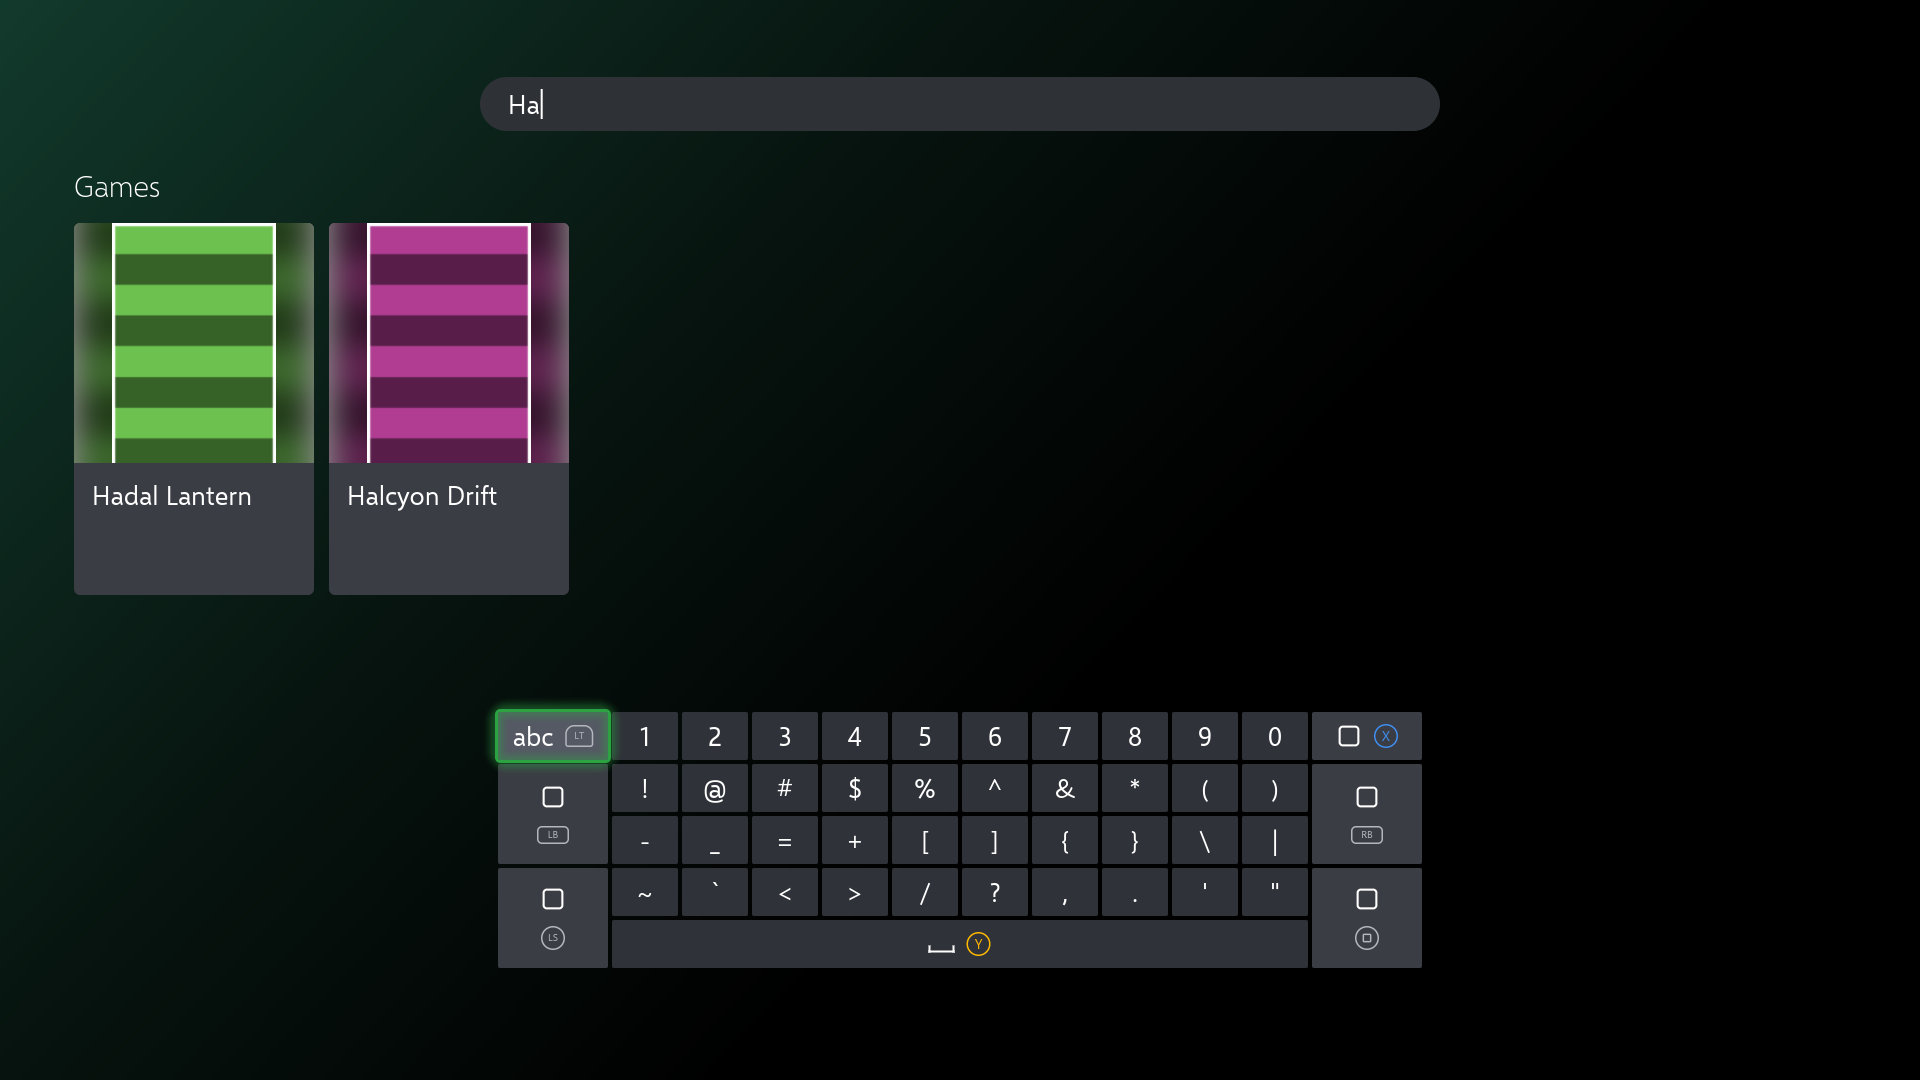 Ha
Games
Hadal Lantern
Halcyon Drift
abc LT 1 2 3 4 5 6 7 8 9 0 X
! @ # $ % ^ & * ( )
LB RB
- _ = + [ ] { } \ |
~ ` < > / ? , . ' "
LS Y